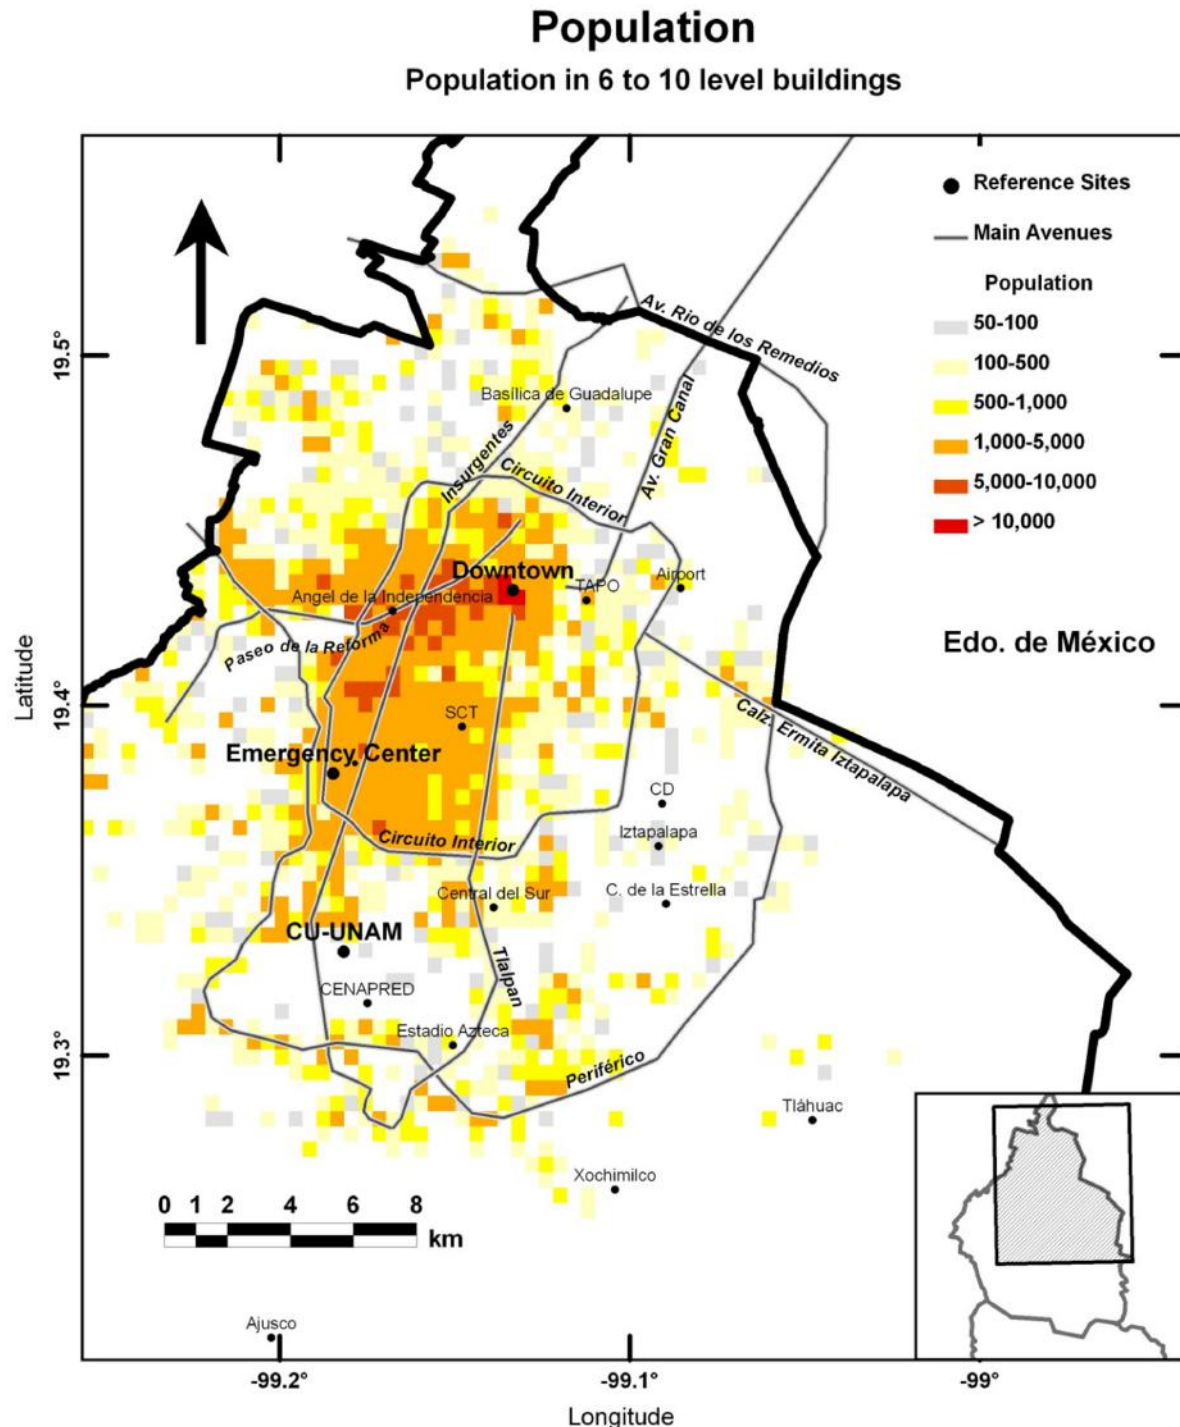 Population
Population in 6 to 10 level buildings
Reference Sites
Main Avenues
Population
50-100
100-500
500-1,000
1,000-5,000
5,000-10,000
> 10,000
Av. Rio de los Remedios
19.5°
Basílica de Guadalupe
Av. Gran Canal
Insurgentes
Circuito Interior
Downtown
TAPO
Airport
Angel de la Independencia
Paseo de la Reforma
Edo. de México
Latitude
19.4°
SCT
Calz. Ermita Iztapalapa
Emergency Center
CD
Iztapalapa
Circuito Interior
Central del Sur
C. de la Estrella
CU-UNAM
Tlalpan
CENAPRED
Estadio Azteca
19.3°
Periférico
Tláhuac
Xochimilco
0 1 2 4 6 8
km
Ajusco
-99.2° -99.1° -99°
Longitude